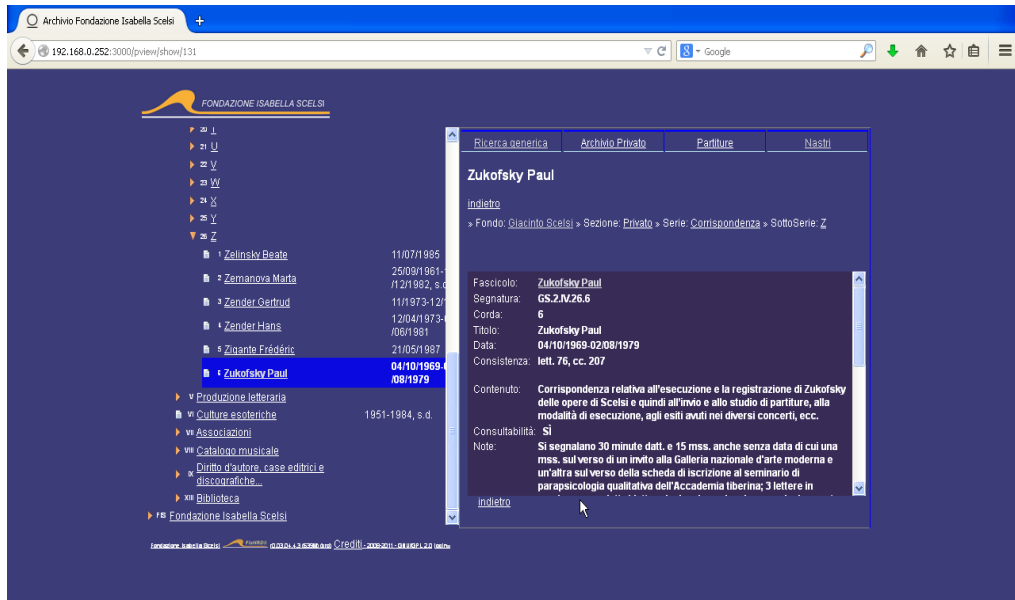 Archivio Fondazione Isabella Scelsi
192.168.0.252:3000/pview/show/131
Google
FONDAZIONE ISABELLA SCELSI
20 T
21 U
22 V
23 W
24 X
25 Y
26 Z
1 Zelinsky Beate 11/07/1985
2 Zemanova Marta 25/09/1961-
/12/1982, s.d
3 Zender Gertrud 11/1973-12/
4 Zender Hans 12/04/1973-
/06/1981
5 Zigante Frédéric 21/05/1987
6 Zukofsky Paul 04/10/1969-
/08/1979
V Produzione letteraria
VI Culture esoteriche 1951-1984, s.d.
VII Associazioni
VIII Catalogo musicale
IX Diritto d'autore, case editrici e
discografiche...
XIII Biblioteca
FIS Fondazione Isabella Scelsi
Fondazione Isabella Scelsi
Crediti
Ricerca generica Archivio Privato Partiture Nastri
Zukofsky Paul
indietro
» Fondo: Giacinto Scelsi » Sezione: Privato » Serie: Corrispondenza » SottoSerie: Z
Fascicolo: Zukofsky Paul
Segnatura: GS.2.IV.26.6
Corda: 6
Titolo: Zukofsky Paul
Data: 04/10/1969-02/08/1979
Consistenza: lett. 76, cc. 207
Contenuto: Corrispondenza relativa all'esecuzione e la registrazione di Zukofsky
delle opere di Scelsi e quindi all'invio e allo studio di partiture, alla
modalità di esecuzione, agli esiti avuti nei diversi concerti, ecc.
Consultabilità: SÌ
Note: Si segnalano 30 minute datt. e 15 mss. anche senza data di cui una
mss. sul verso di un invito alla Galleria nazionale d'arte moderna e
un'altra sul verso della scheda di iscrizione al seminario di
parapsicologia qualitativa dell'Accademia tiberina; 3 lettere in
indietro